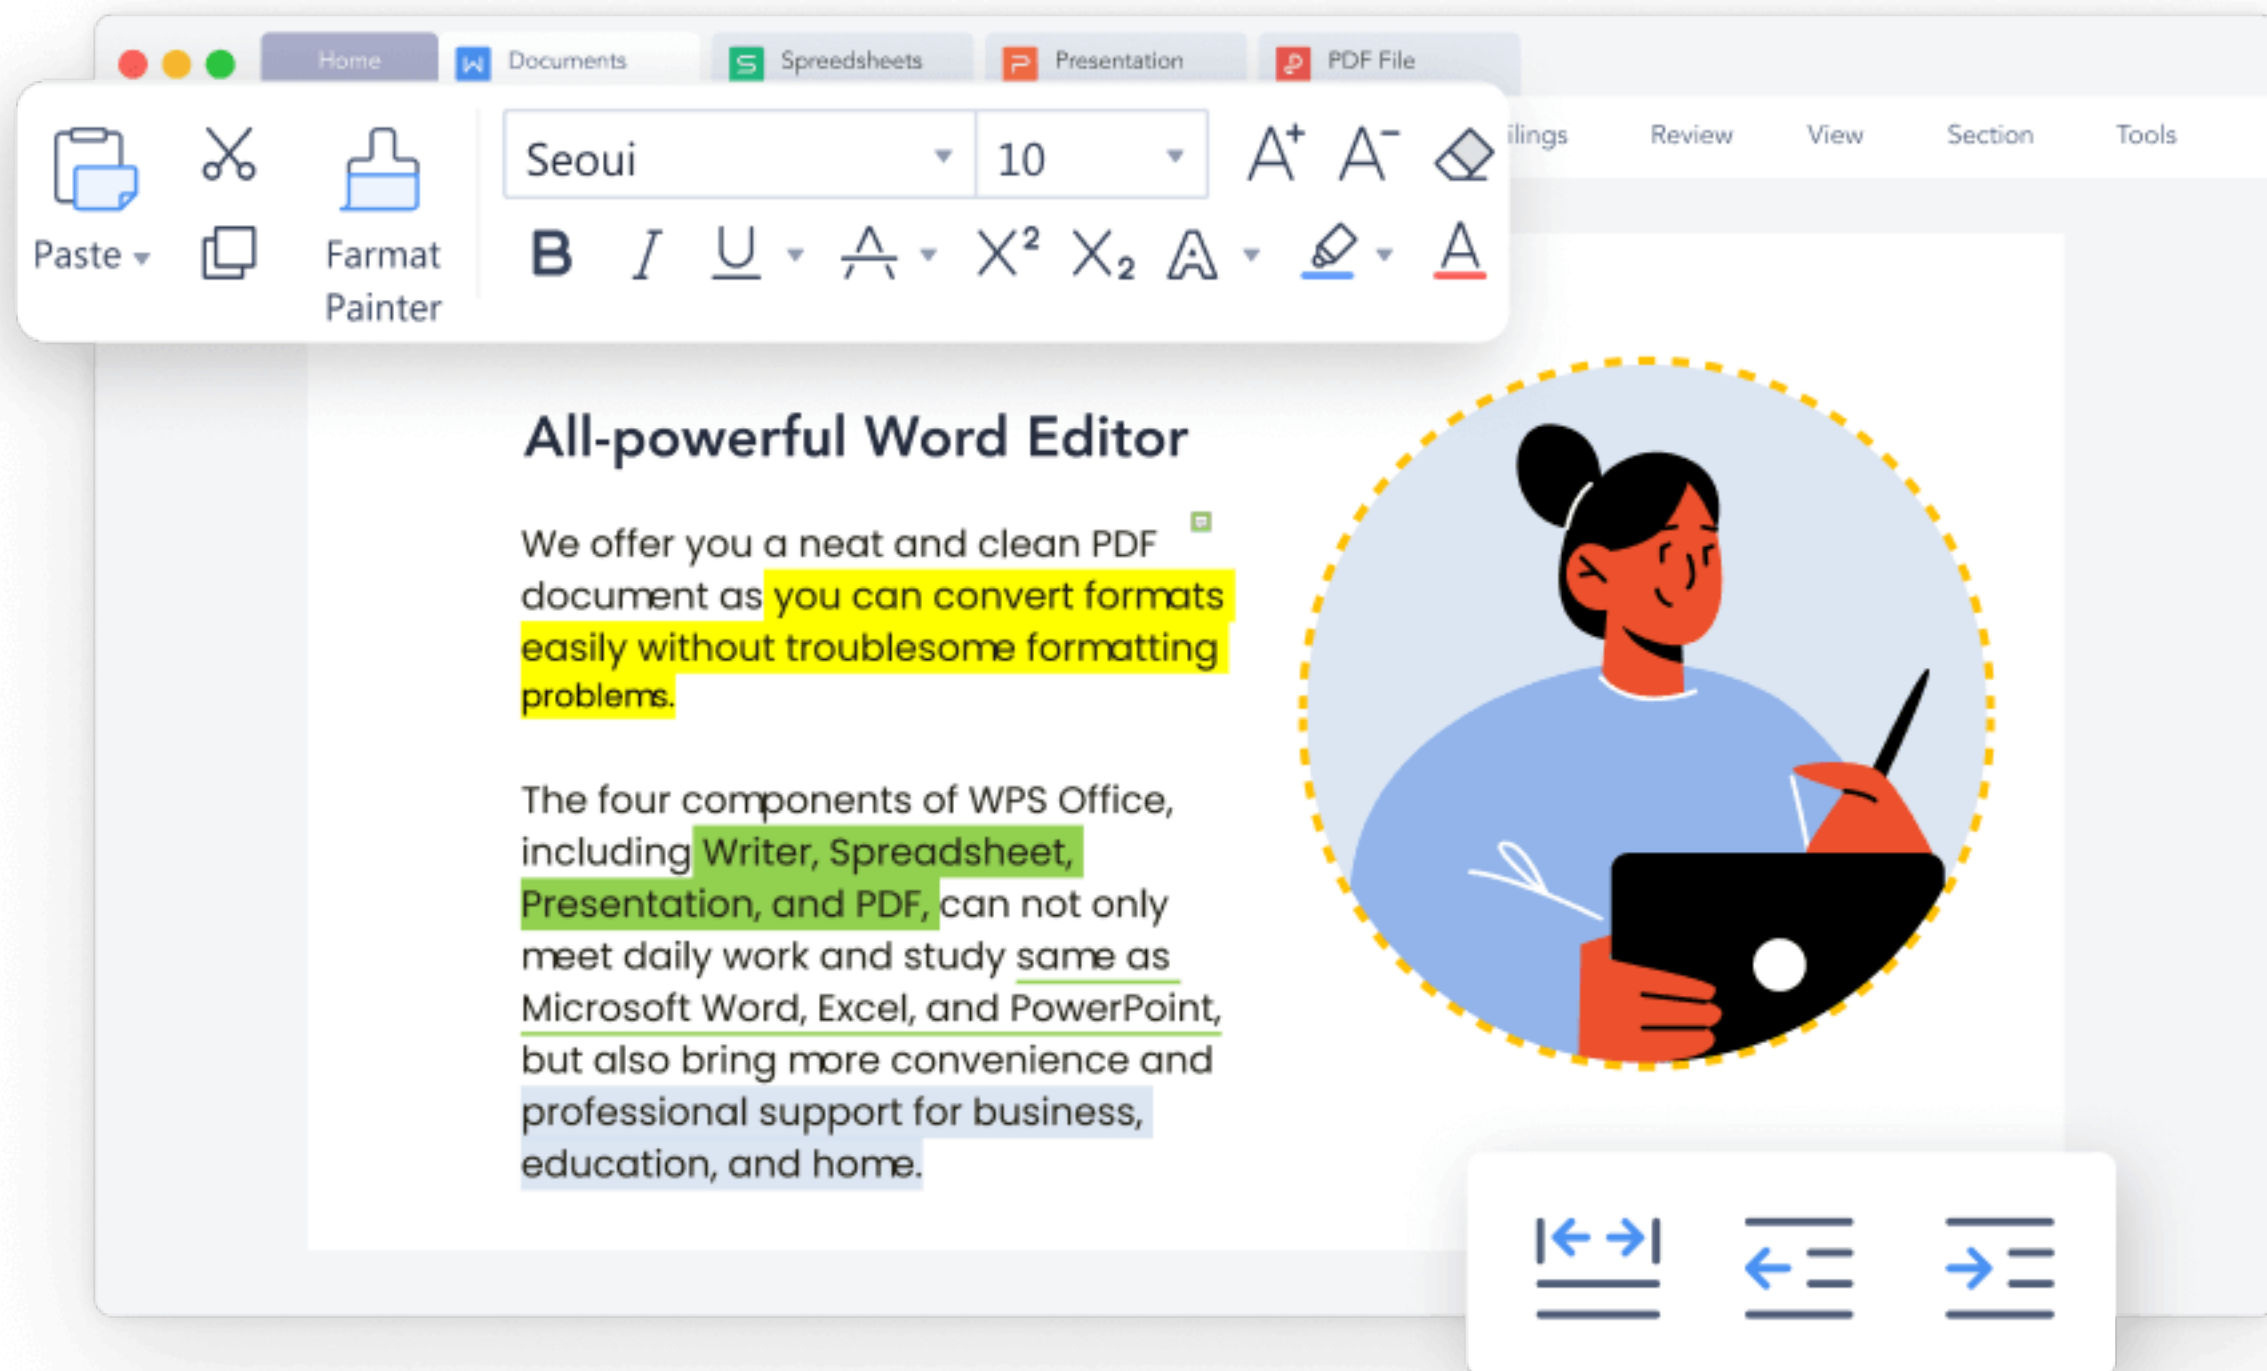 Home
Documents
Spreedsheets
Presentation
PDF File
Review
View
Section
Tools
Seoui
10
Paste
Farmat
Painter
All-powerful Word Editor
We offer you a neat and clean PDF
document as you can convert formats
easily without troublesome formatting
problems.
The four components of WPS Office,
including Writer, Spreadsheet,
Presentation, and PDF, can not only
meet daily work and study same as
Microsoft Word, Excel, and PowerPoint,
but also bring more convenience and
professional support for business,
education, and home.